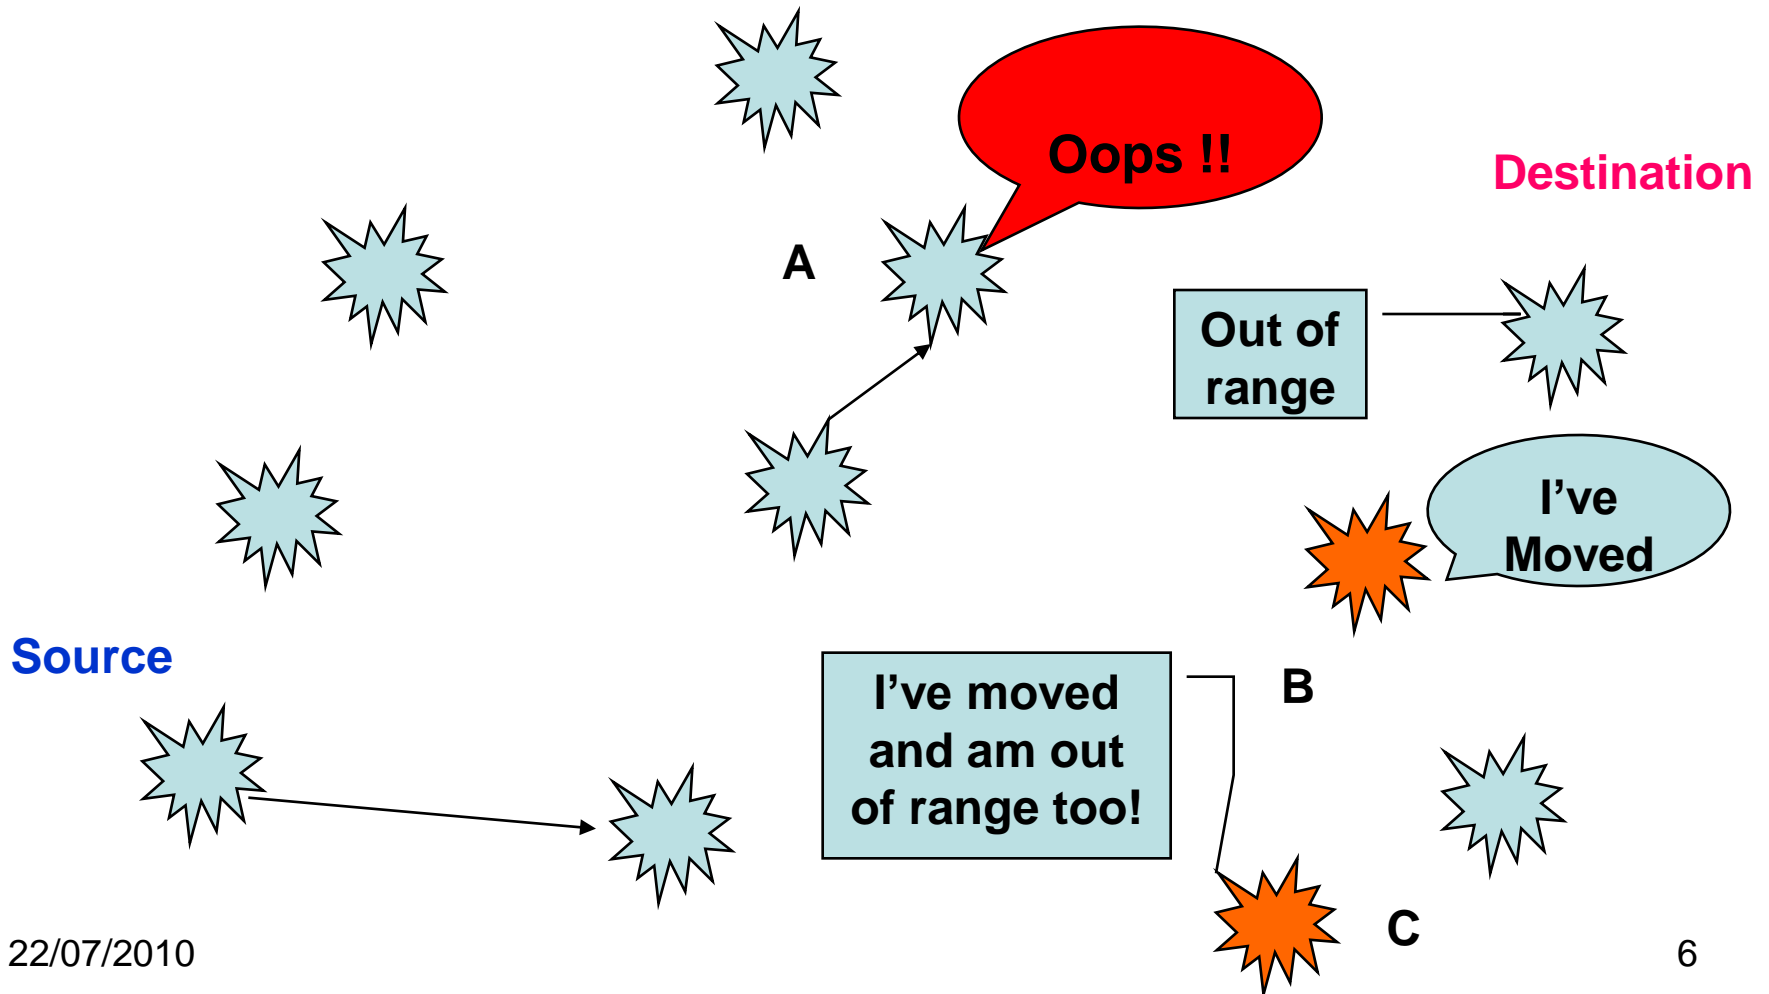 Oops !!
Destination
A
Out of
range
I’ve
Moved
Source
I’ve moved
and am out
of range too!
B
C
22/07/2010
6